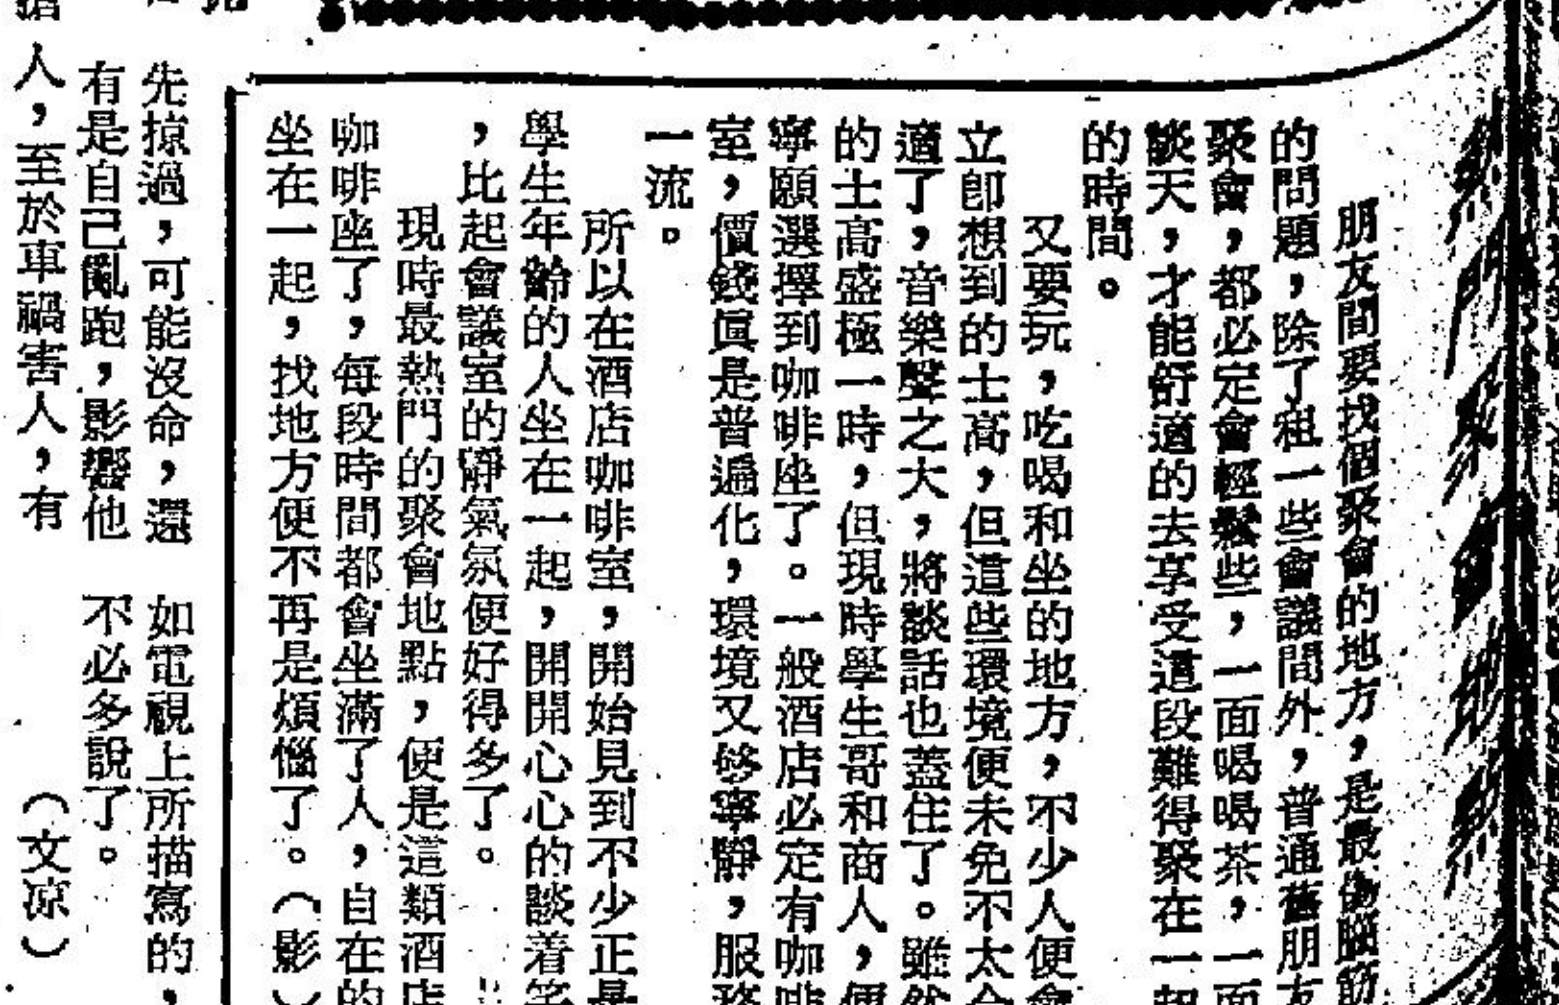 朋友間要找個聚會的地方，是最傷腦筋
的問題，除了租一些會議間外，普通舊朋友
聚會，都必定會輕鬆些，一面喝喝茶，一面
談天，才能舒適的去享受這段難得聚在一起
的時間。
又要玩，吃喝和坐的地方，不少人便會
立卽想到的士高，但這些環境便未免不太合
適了，音樂聲之大，將談話也蓋住了。雖然
的士高盛極一時，但現時學生哥和商人，便
寧願選擇到咖啡座了。一般酒店必定有咖啡
室，價錢眞是普遍化，環境又够寧靜，服務
一流。
所以在酒店咖啡室，開始見到不少正是
學生年齡的人坐在一起，開開心心的談着笑
，比起會議室的靜氣氛便好得多了。
現時最熱門的聚會地點，便是這類酒店
咖啡座了，每段時間都會坐滿了人，自在的
坐在一起，找地方便不再是煩惱了。（影）
先掠過，可能沒命，還
有是自己亂跑，影響他
人，至於車禍害人，有
如電視上所描寫的，
不必多說了。
（文凉）